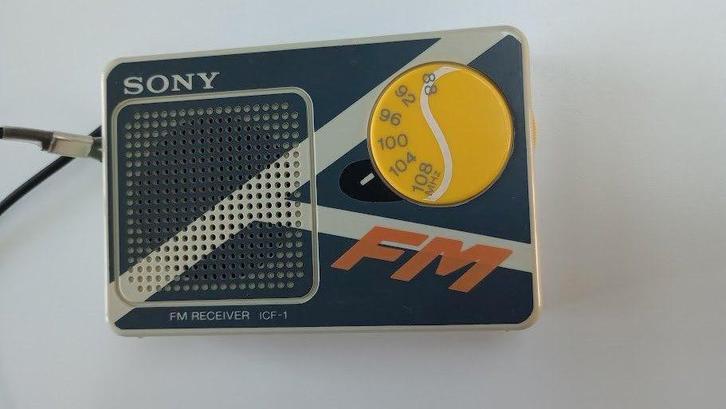 SONY
88
92
96
100
104
108
MHz
FM
FM RECEIVER ICF-1